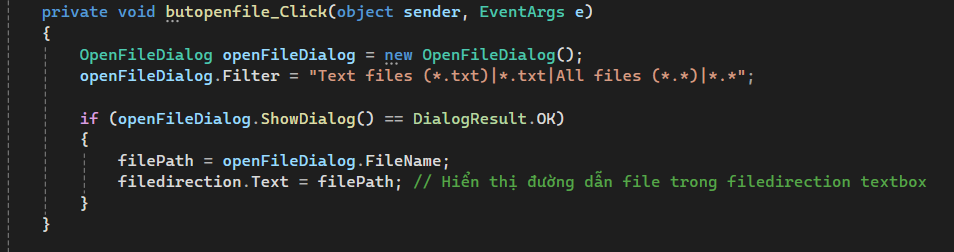 private void butopenfile_Click(object sender, EventArgs e)
{
OpenFileDialog openFileDialog = new OpenFileDialog();
openFileDialog.Filter = "Text files (*.txt)|*.txt|All files (*.*)|*.*";
if (openFileDialog.ShowDialog() == DialogResult.OK)
{
filePath = openFileDialog.FileName;
filedirection.Text = filePath; // Hiển thị đường dẫn file trong filedirection textbox
}
}